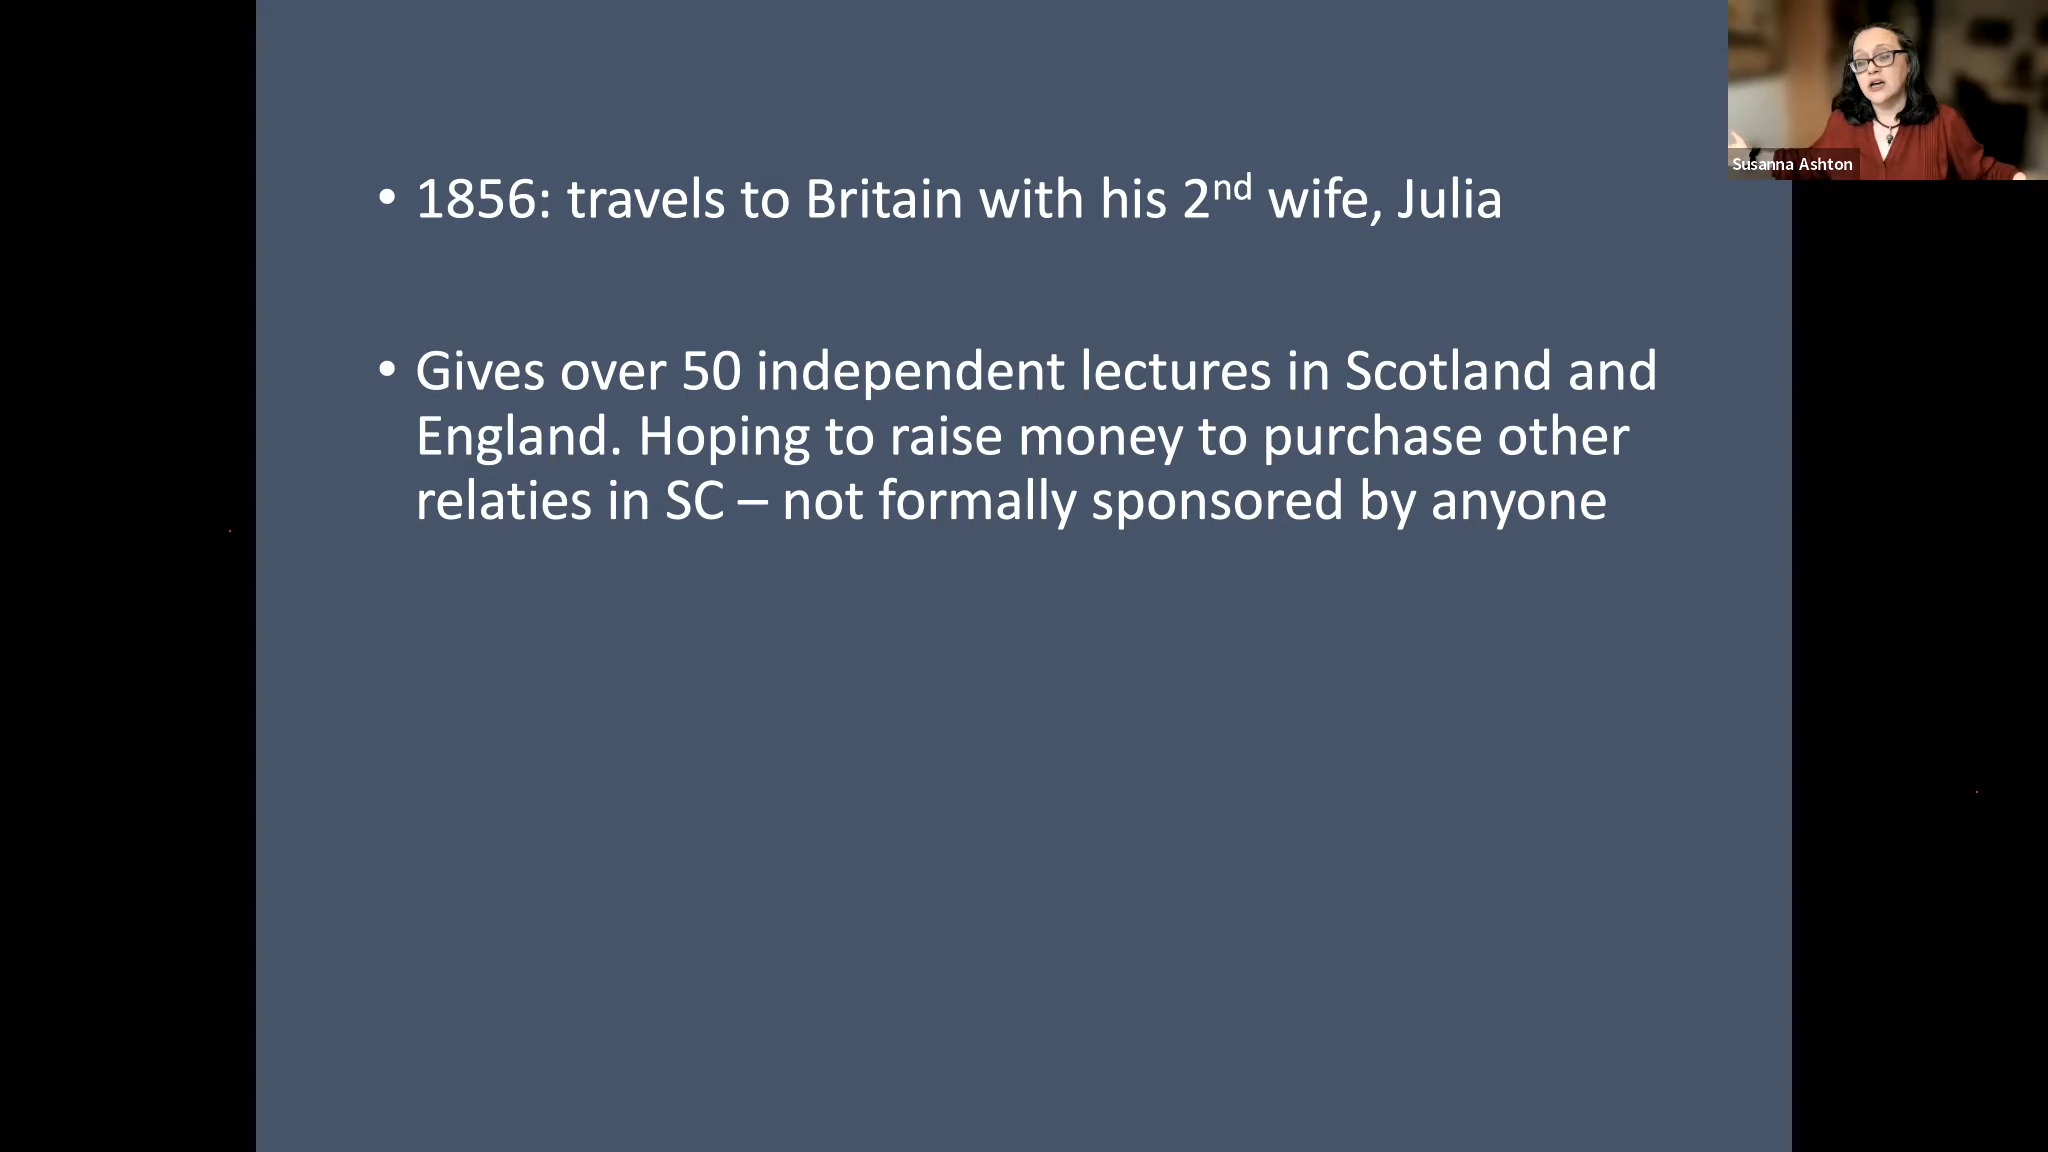 Susanna Ashton
• 1856: travels to Britain with his 2nd wife, Julia
• Gives over 50 independent lectures in Scotland and
England. Hoping to raise money to purchase other
relaties in SC – not formally sponsored by anyone